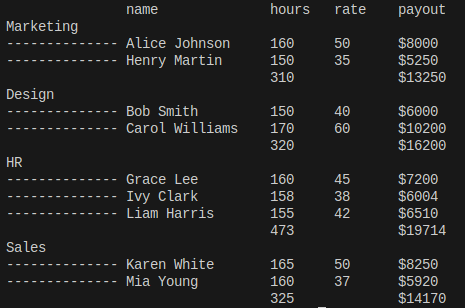 name hours rate payout
Marketing
-------------- Alice Johnson 160 50 $8000
-------------- Henry Martin 150 35 $5250
310 $13250
Design
-------------- Bob Smith 150 40 $6000
-------------- Carol Williams 170 60 $10200
320 $16200
HR
-------------- Grace Lee 160 45 $7200
-------------- Ivy Clark 158 38 $6004
-------------- Liam Harris 155 42 $6510
473 $19714
Sales
-------------- Karen White 165 50 $8250
-------------- Mia Young 160 37 $5920
325 $14170